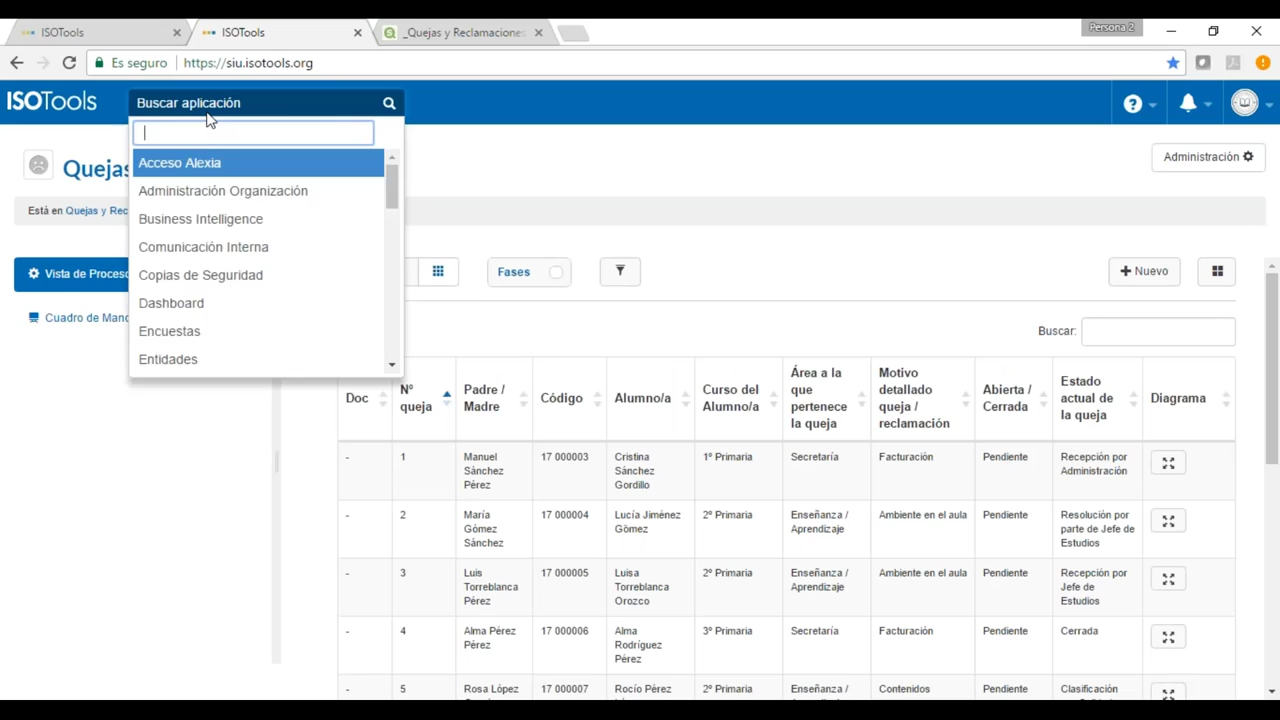 ISOTools
ISOTools
_Quejas y Reclamaciones
Persona 2
Es seguro
https://siu.isotools.org
ISOTools
Buscar aplicación
Acceso Alexia
Administración Organización
Business Intelligence
Comunicación Interna
Copias de Seguridad
Dashboard
Encuestas
Entidades
Quejas
Administración
Está en Quejas y Rec
Vista de Proceso
Cuadro de Mand
Fases
+ Nuevo
Buscar:
Doc
Nº queja
Padre / Madre
Código
Alumno/a
Curso del Alumno/a
Área a la que pertenece la queja
Motivo detallado queja / reclamación
Abierta / Cerrada
Estado actual de la queja
Diagrama
- 1 Manuel Sánchez Pérez 17 000003 Cristina Sánchez Gordillo 1º Primaria Secretaría Facturación Pendiente Recepción por Administración
- 2 María Gómez Sánchez 17 000004 Lucía Jiménez Gómez 2º Primaria Enseñanza / Aprendizaje Ambiente en el aula Pendiente Resolución por parte de Jefe de Estudios
- 3 Luis Torreblanca Pérez 17 000005 Luisa Torreblanca Orozco 2º Primaria Enseñanza / Aprendizaje Ambiente en el aula Pendiente Recepción por Jefe de Estudios
- 4 Alma Pérez Pérez 17 000006 Alma Rodríguez Pérez 3º Primaria Secretaría Facturación Pendiente Cerrada
- 5 Rosa López 17 000007 Rocío Pérez 2º Primaria Enseñanza / Contenidos Pendiente Clasificación